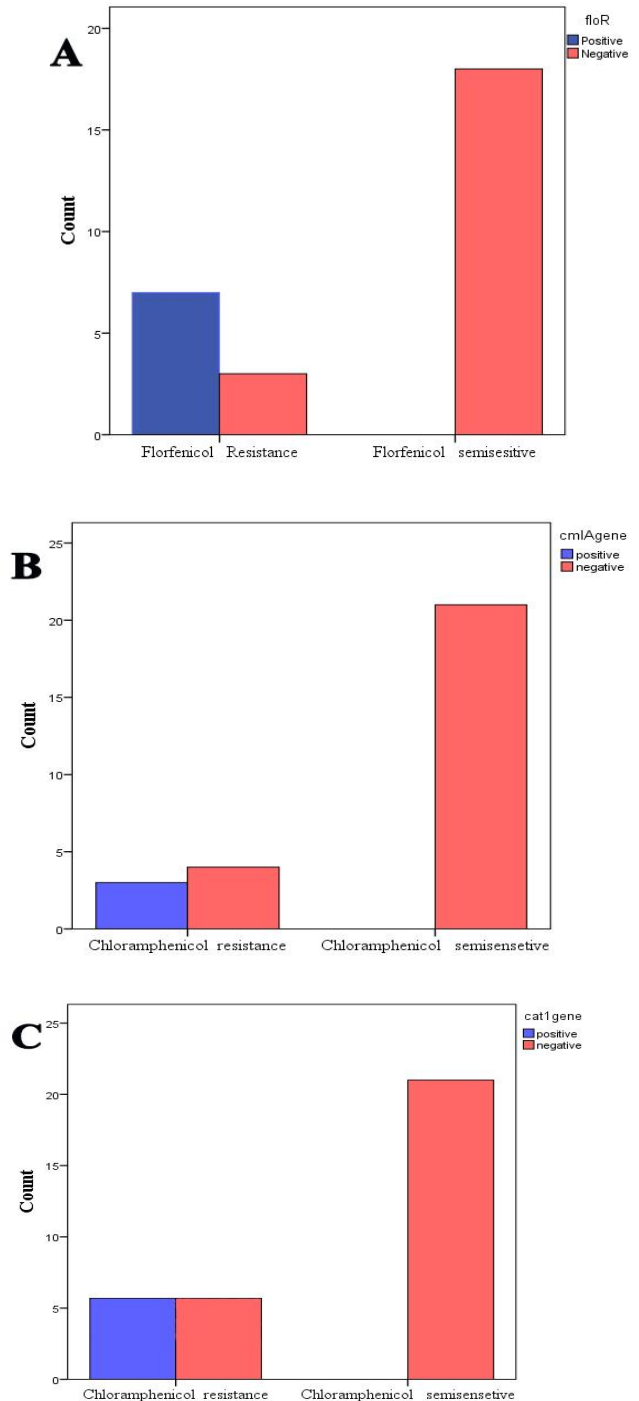 A
floR
Positive
Negative
20
15
10
5
0
Count
Florfenicol Resistance
Florfenicol semisesitive
B
cmlAgene
positive
negative
25
20
15
10
5
0
Count
Chloramphenicol resistance
Chloramphenicol semisensetive
C
cat1gene
positive
negative
25
20
15
10
5
0
Count
Chloramphenicol resistance
Chloramphenicol semisensetive